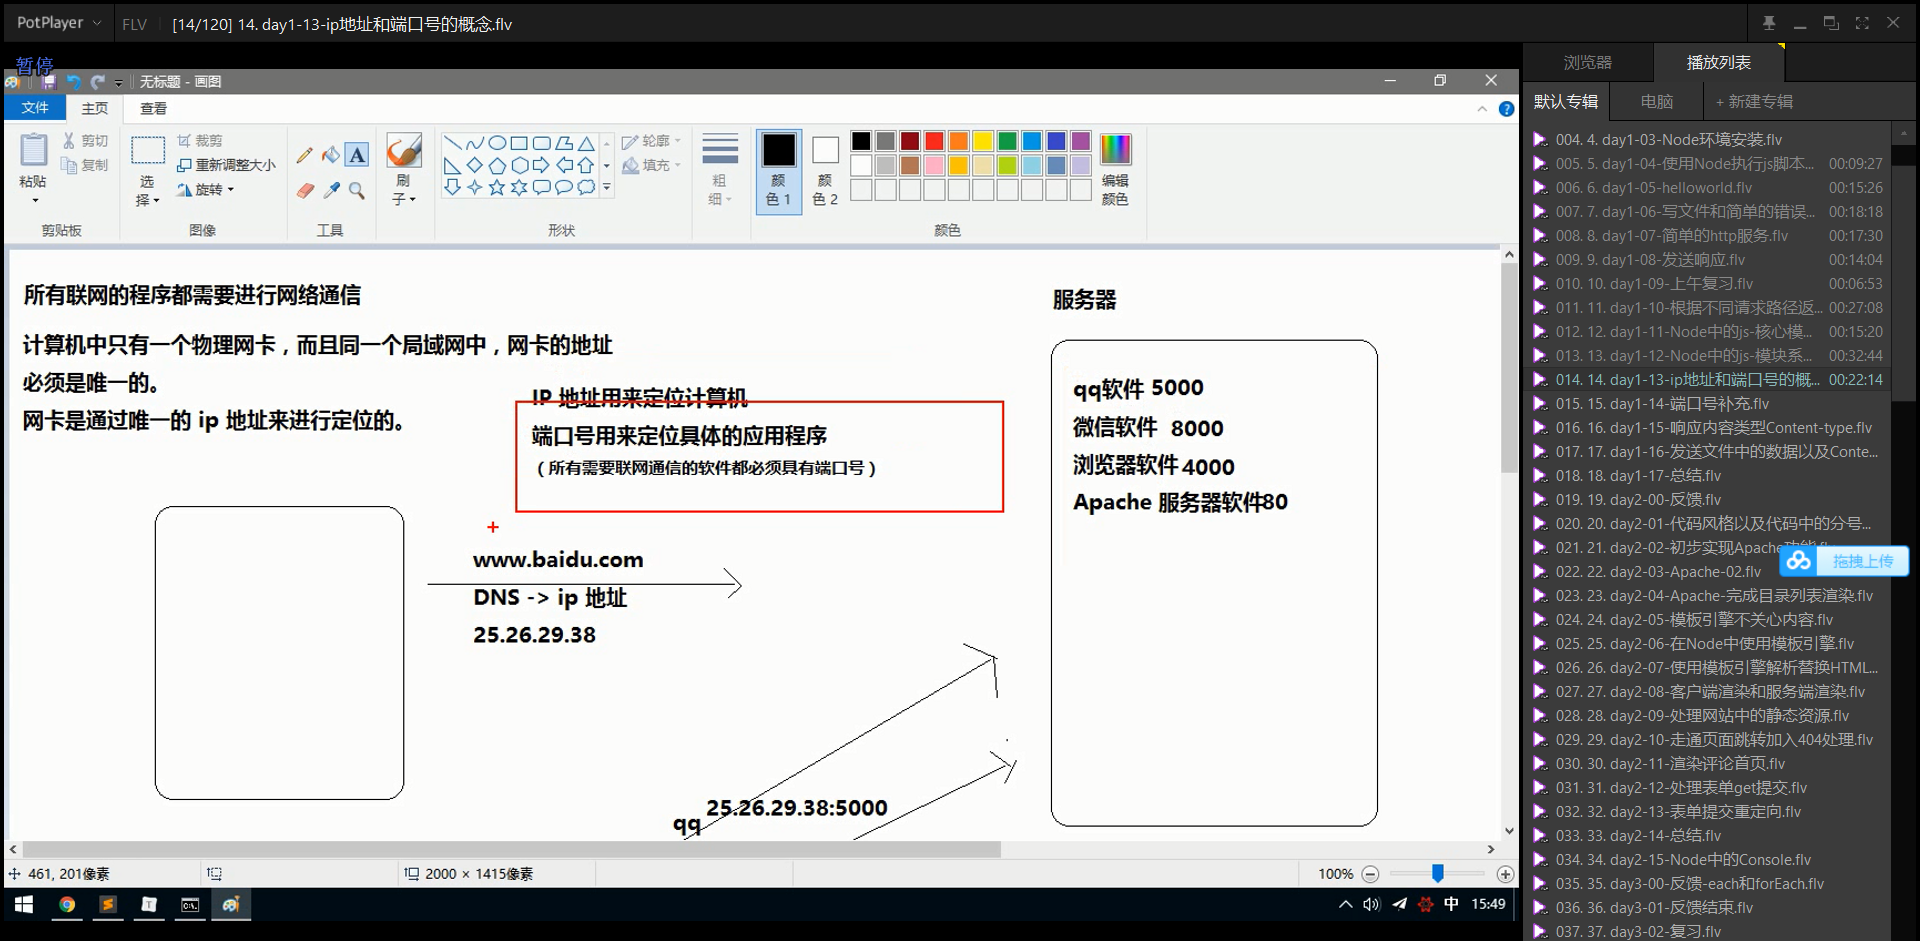 PotPlayer
FLV
[14/120] 14. day1-13-ip地址和端口号的概念.flv
暂停
无标题 - 画图
文件
主页
查看
粘贴
剪切
复制
剪贴板
选
择
裁剪
重新调整大小
旋转
图像
A
工具
刷
子
轮廓
填充
形状
粗
细
颜
色 1
颜
色 2
编辑
颜色
颜色
所有联网的程序都需要进行网络通信
计算机中只有一个物理网卡，而且同一个局域网中，网卡的地址
必须是唯一的。
网卡是通过唯一的 ip 地址来进行定位的。
IP 地址用来定位计算机
端口号用来定位具体的应用程序
（所有需要联网通信的软件都必须具有端口号）
www.baidu.com
DNS -> ip 地址
25.26.29.38
qq
25.26.29.38:5000
服务器
qq软件 5000
微信软件 8000
浏览器软件 4000
Apache 服务器软件80
461, 201像素
2000 × 1415像素
100%
中
15:49
浏览器
播放列表
默认专辑
电脑
+ 新建专辑
004. 4. day1-03-Node环境安装.flv
005. 5. day1-04-使用Node执行js脚本... 00:09:27
006. 6. day1-05-helloworld.flv 00:15:26
007. 7. day1-06-写文件和简单的错误... 00:18:18
008. 8. day1-07-简单的http服务.flv 00:17:30
009. 9. day1-08-发送响应.flv 00:14:04
010. 10. day1-09-上午复习.flv 00:06:53
011. 11. day1-10-根据不同请求路径返... 00:27:08
012. 12. day1-11-Node中的js-核心模... 00:15:20
013. 13. day1-12-Node中的js-模块系... 00:32:44
014. 14. day1-13-ip地址和端口号的概... 00:22:14
015. 15. day1-14-端口号补充.flv
016. 16. day1-15-响应内容类型Content-type.flv
017. 17. day1-16-发送文件中的数据以及Conte...
018. 18. day1-17-总结.flv
019. 19. day2-00-反馈.flv
020. 20. day2-01-代码风格以及代码中的分号...
021. 21. day2-02-初步实现Apache功能.flv
拖拽上传
022. 22. day2-03-Apache-02.flv
023. 23. day2-04-Apache-完成目录列表渲染.flv
024. 24. day2-05-模板引擎不关心内容.flv
025. 25. day2-06-在Node中使用模板引擎.flv
026. 26. day2-07-使用模板引擎解析替换HTML...
027. 27. day2-08-客户端渲染和服务端渲染.flv
028. 28. day2-09-处理网站中的静态资源.flv
029. 29. day2-10-走通页面跳转加入404处理.flv
030. 30. day2-11-渲染评论首页.flv
031. 31. day2-12-处理表单get提交.flv
032. 32. day2-13-表单提交重定向.flv
033. 33. day2-14-总结.flv
034. 34. day2-15-Node中的Console.flv
035. 35. day3-00-反馈-each和forEach.flv
036. 36. day3-01-反馈结束.flv
037. 37. day3-02-复习.flv